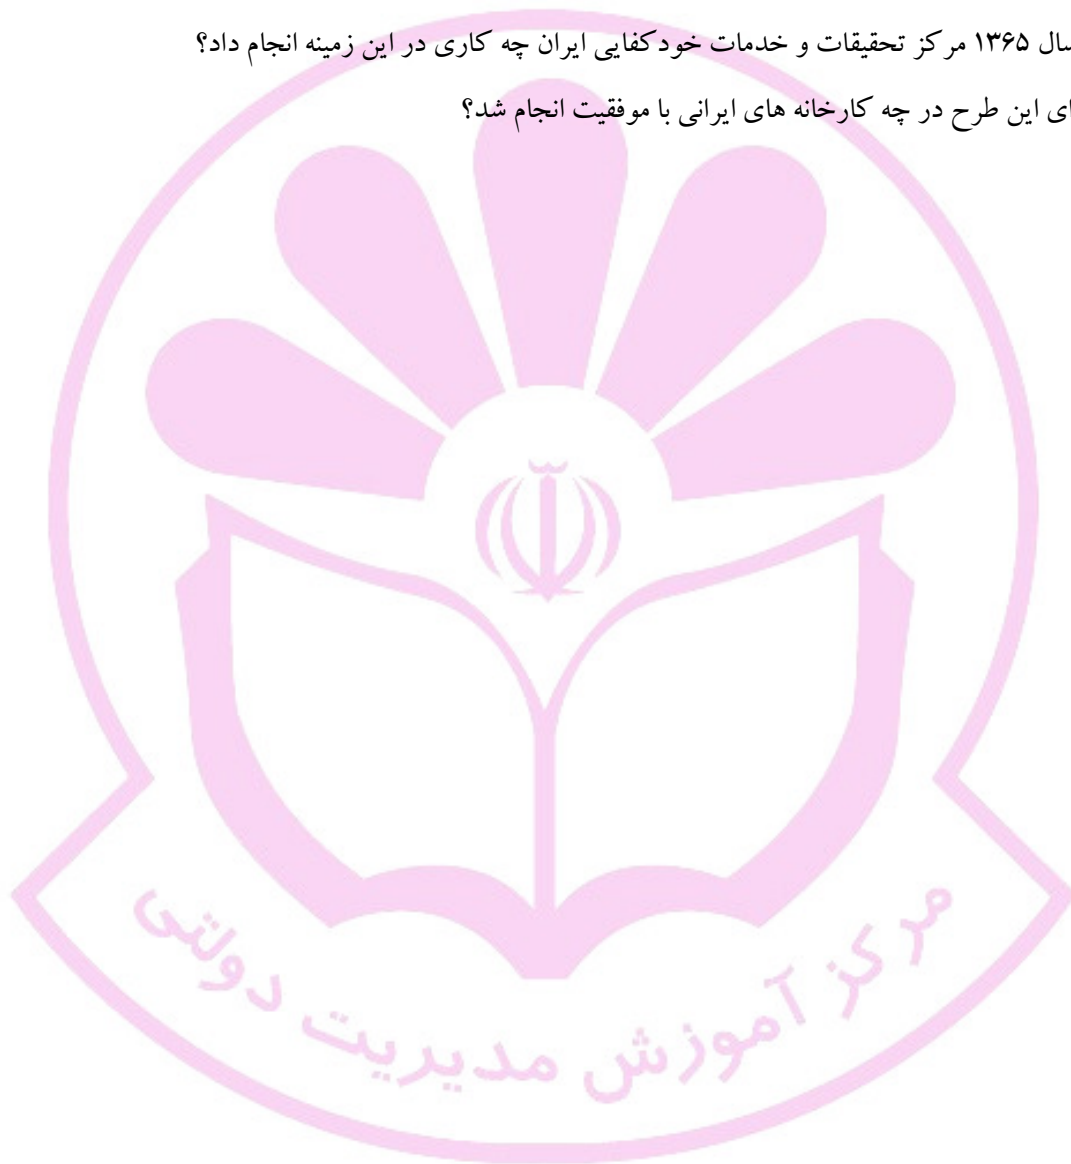 سال ۱۳۶۵ مرکز تحقیقات و خدمات خودکفایی ایران چه کاری در این زمینه انجام داد؟
ای این طرح در چه کارخانه های ایرانی با موفقیت انجام شد؟
مرکز آموزش مدیریت دولتی